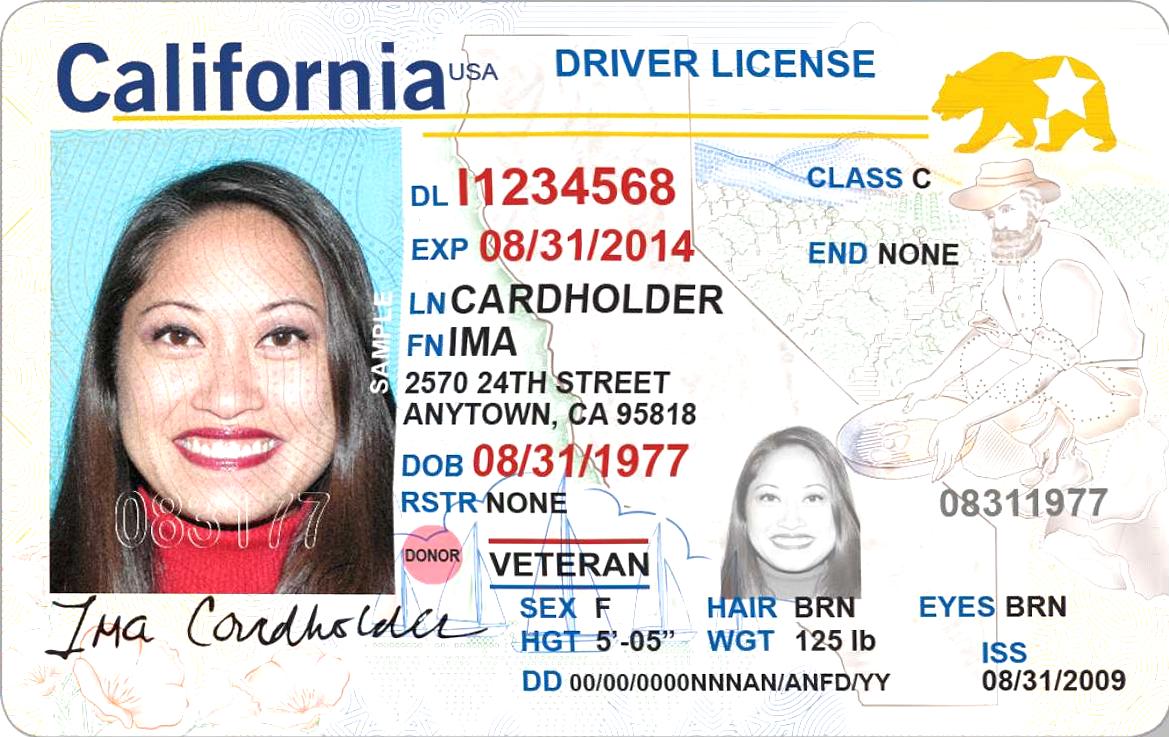 California USA DRIVER LICENSE
DL I1234568
CLASS C
EXP 08/31/2014
END NONE
LN CARDHOLDER
FN IMA
SAMPLE
2570 24TH STREET
ANYTOWN, CA 95818
DOB 08/31/1977
RSTR NONE
083177
08311977
DONOR
VETERAN
SEX F HAIR BRN EYES BRN
HGT 5'-05" WGT 125 lb
ISS
DD 00/00/0000NNNAN/ANFD/YY 08/31/2009
Ima Cardholder